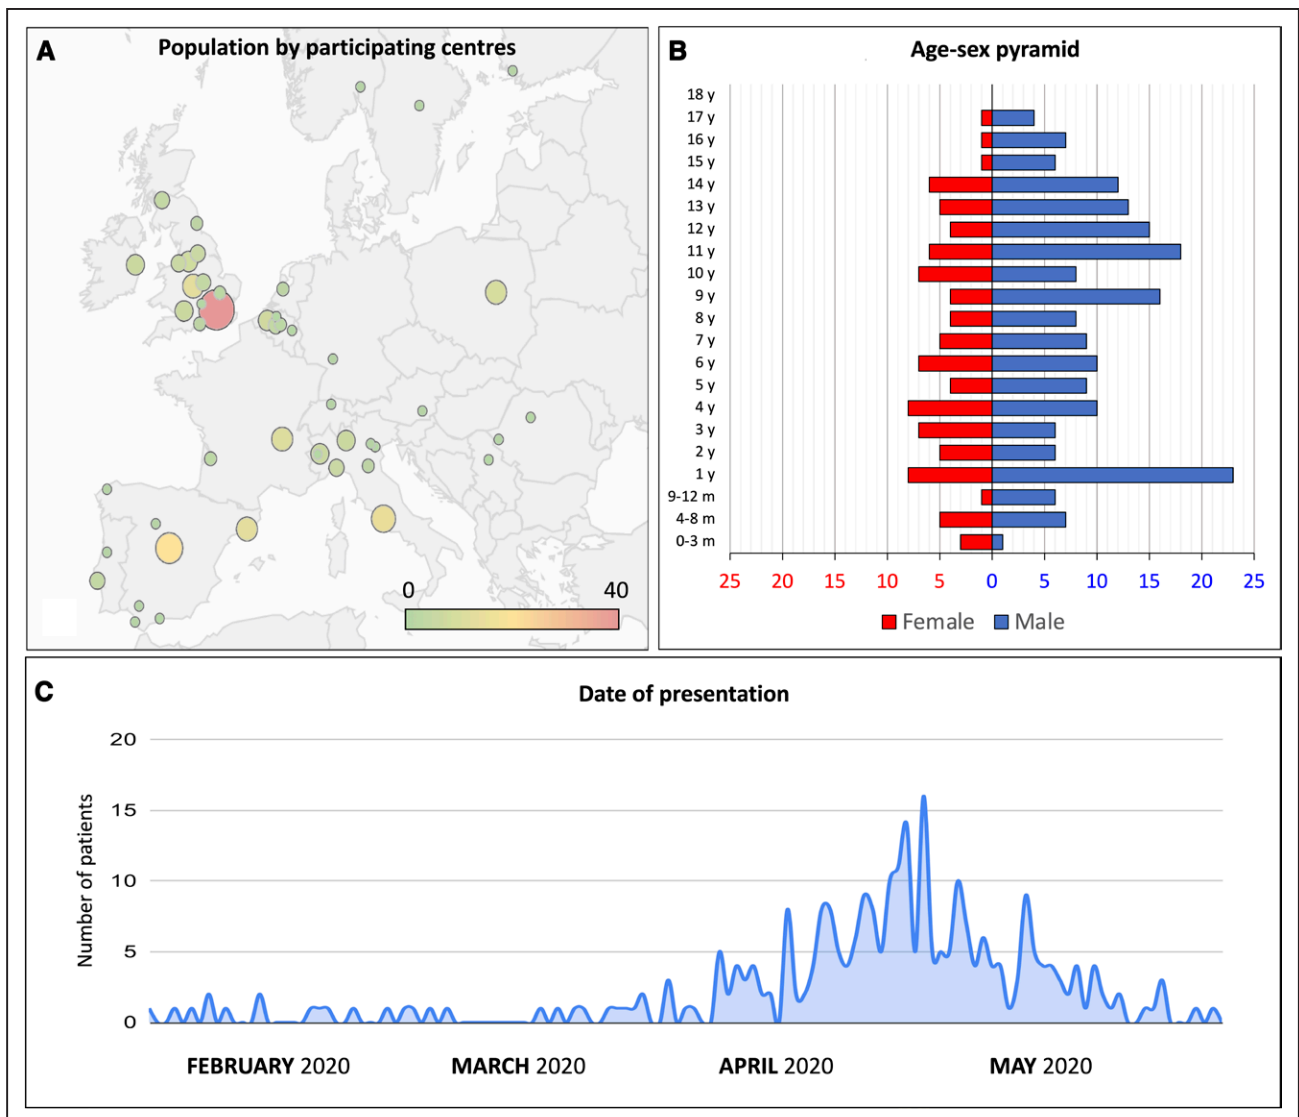 A
Population by participating centres
0
40
B
Age-sex pyramid
18 y
17 y
16 y
15 y
14 y
13 y
12 y
11 y
10 y
9 y
8 y
7 y
6 y
5 y
4 y
3 y
2 y
1 y
9-12 m
4-8 m
0-3 m
25 20 15 10 5 0 5 10 15 20 25
Female Male
C
Date of presentation
Number of patients
20
15
10
5
0
FEBRUARY 2020 MARCH 2020 APRIL 2020 MAY 2020